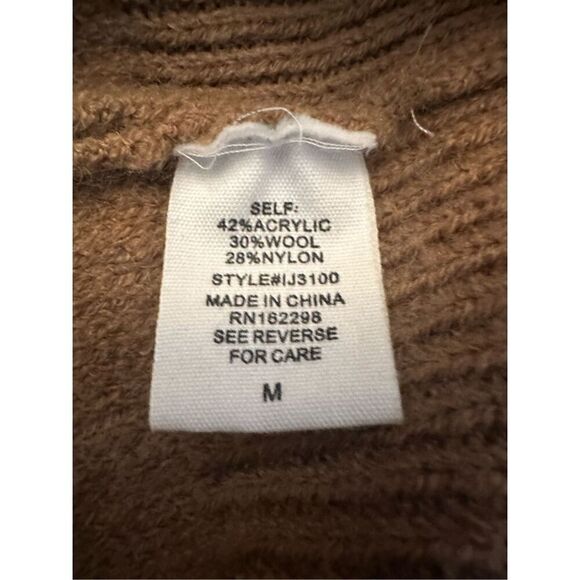 SELF:
42%ACRYLIC
30%WOOL
28%NYLON
STYLE#IJ3100
MADE IN CHINA
RN162298
SEE REVERSE
FOR CARE
M